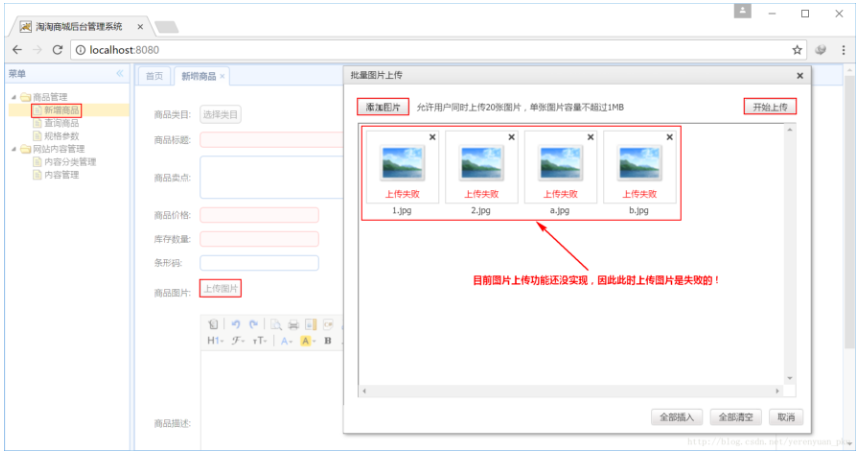 淘淘商城后台管理系统
localhost:8080
菜单
商品管理
新增商品
查询商品
规格参数
网站内容管理
内容分类管理
内容管理
首页 新增商品
商品类目: 选择类目
商品标题:
商品卖点:
商品价格:
库存数量:
条形码:
商品图片: 上传图片
H1
B
商品描述:
批量图片上传
添加图片 允许用户同时上传20张图片，单张图片容量不超过1MB 开始上传
上传失败 上传失败 上传失败 上传失败
1.jpg 2.jpg a.jpg b.jpg
目前图片上传功能还没实现，因此此时上传图片是失败的！
全部插入 全部清空 取消